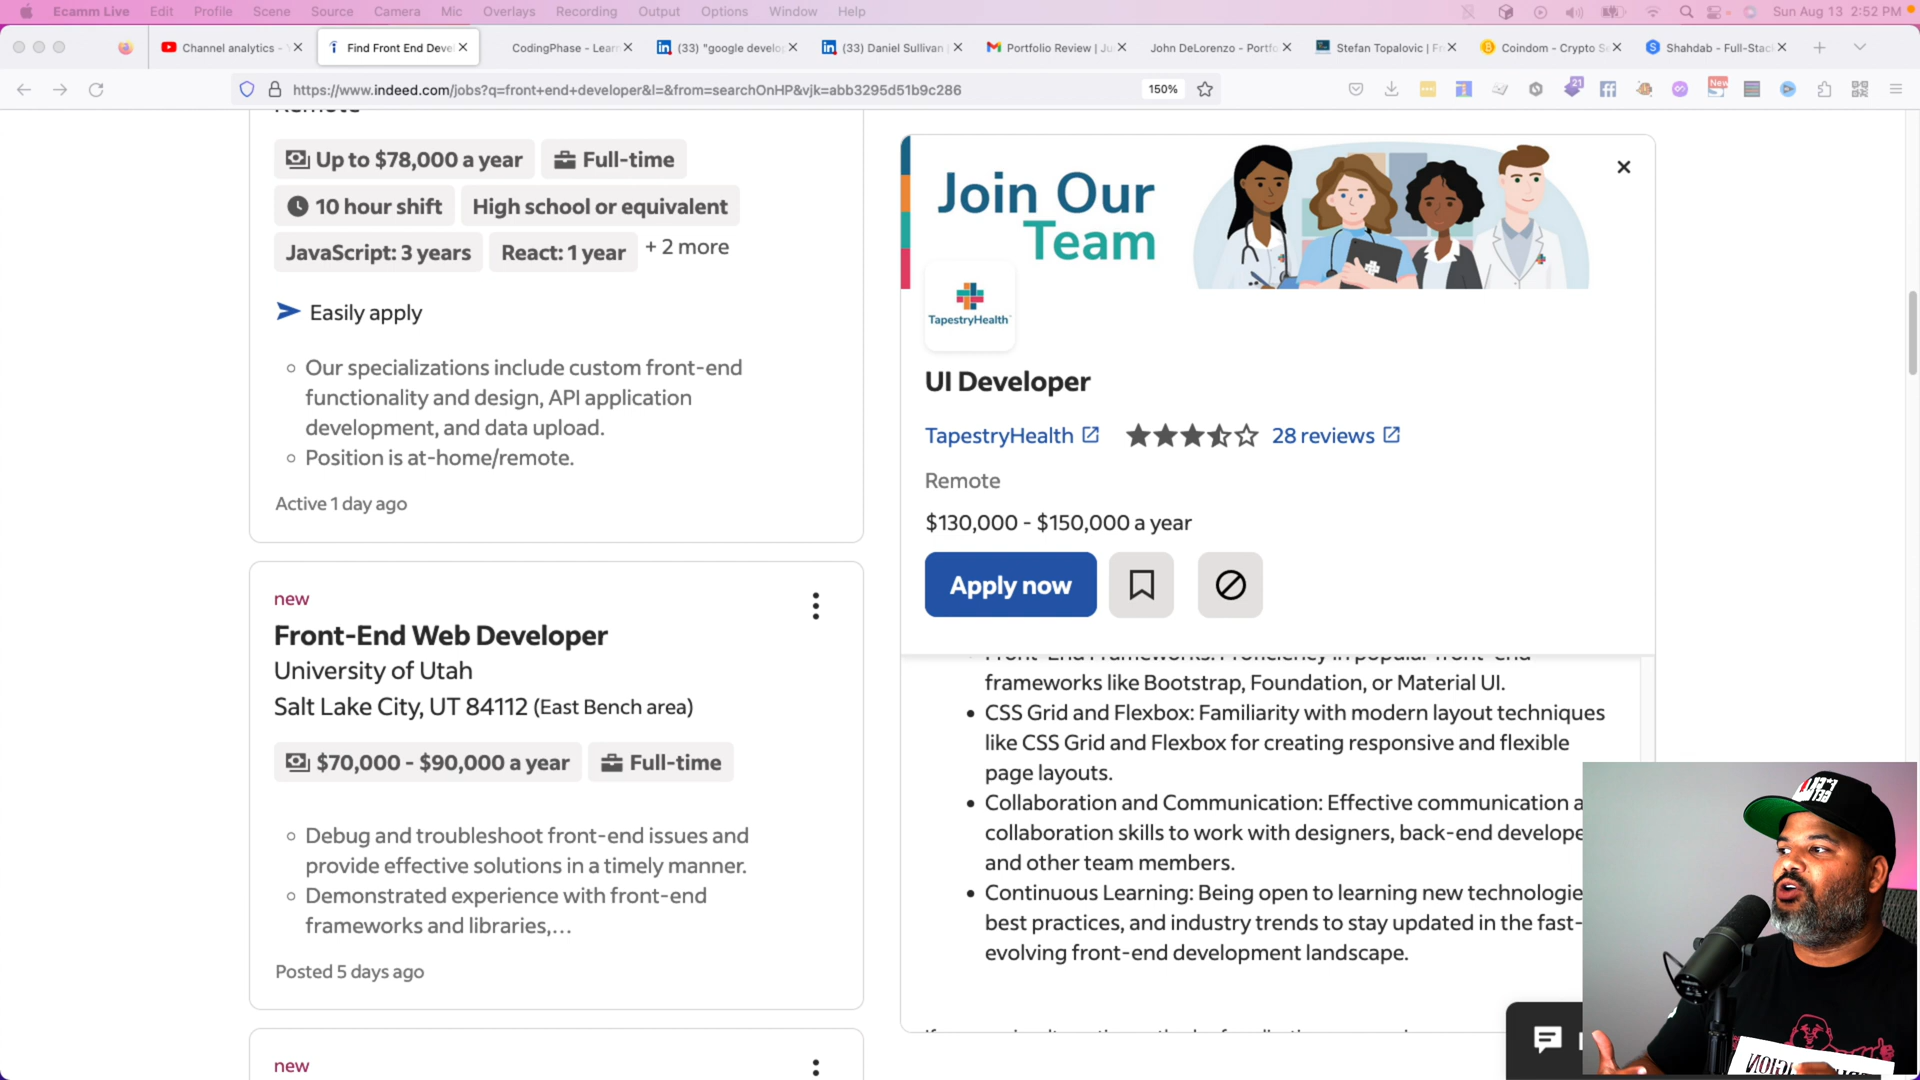 Ecamm Live Edit Profile Scene Source Camera Mic Overlays Recording Output Options Window Help
Sun Aug 13 2:52 PM
Channel analytics - Y
Find Front End Deve
CodingPhase - Lear
(33) "google develo
(33) Daniel Sullivan
Portfolio Review | Ju
John DeLorenzo - Portfo
Stefan Topalovic | Fr
Coindom - Crypto S
Shahdab - Full-Stac
https://www.indeed.com/jobs?q=front+end+developer&l=&from=searchOnHP&vjk=abb3295d51b9c286
150%
21
New
Remote
Up to $78,000 a year
Full-time
10 hour shift
High school or equivalent
JavaScript: 3 years
React: 1 year
+ 2 more
Easily apply
Our specializations include custom front-end
functionality and design, API application
development, and data upload.
Position is at-home/remote.
Active 1 day ago
new
Front-End Web Developer
University of Utah
Salt Lake City, UT 84112 (East Bench area)
$70,000 - $90,000 a year
Full-time
Debug and troubleshoot front-end issues and
provide effective solutions in a timely manner.
Demonstrated experience with front-end
frameworks and libraries,…
Posted 5 days ago
new
Join Our
Team
TapestryHealth
UI Developer
TapestryHealth
28 reviews
Remote
$130,000 - $150,000 a year
Apply now
Front-End Frameworks: Proficiency in popular front-end
frameworks like Bootstrap, Foundation, or Material UI.
CSS Grid and Flexbox: Familiarity with modern layout techniques
like CSS Grid and Flexbox for creating responsive and flexible
page layouts.
Collaboration and Communication: Effective communication a
collaboration skills to work with designers, back-end develope
and other team members.
Continuous Learning: Being open to learning new technologie
best practices, and industry trends to stay updated in the fast-
evolving front-end development landscape.